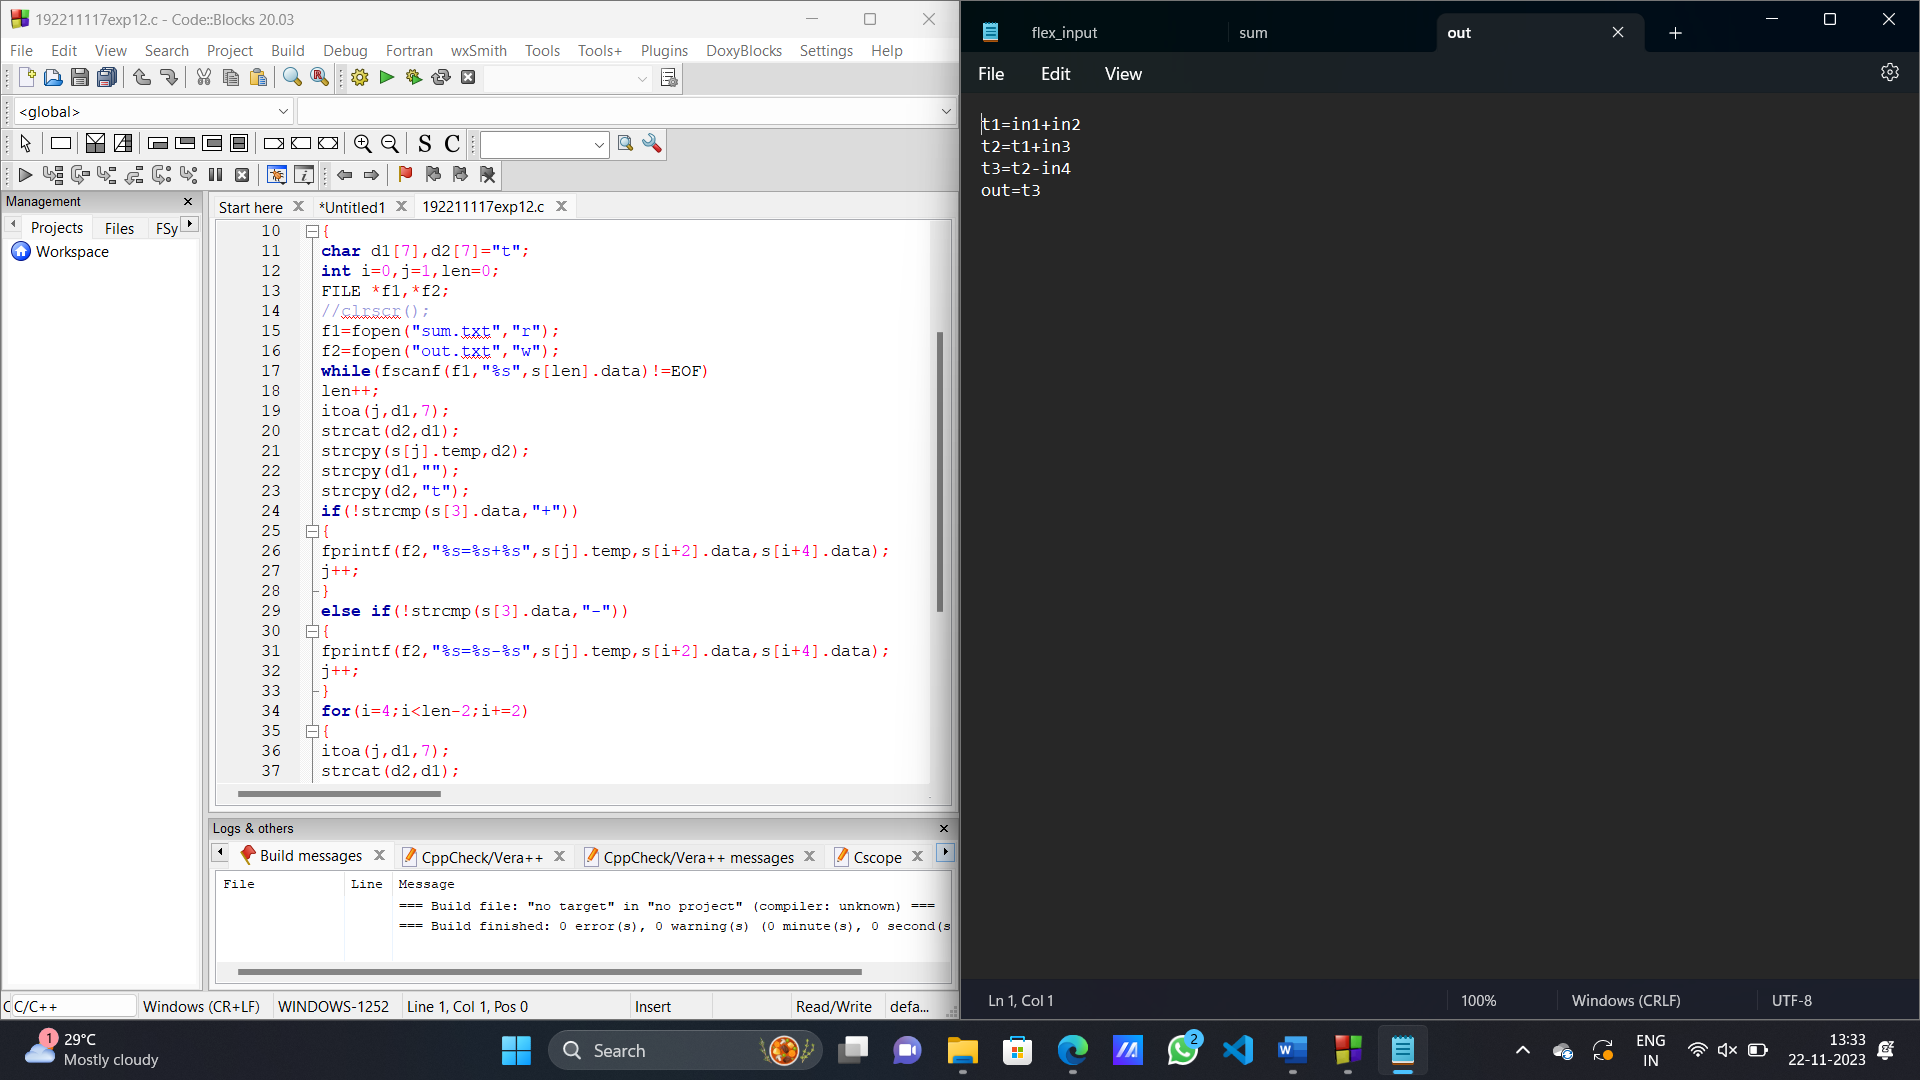 192211117exp12.c - Code::Blocks 20.03
File Edit View Search Project Build Debug Fortran wxSmith Tools Tools+ Plugins DoxyBlocks Settings Help
<global>
S C
Management
Projects Files FSy
Workspace
Start here *Untitled1 192211117exp12.c
10 {
11 char d1[7],d2[7]="t";
12 int i=0,j=1,len=0;
13 FILE *f1,*f2;
14 //clrscr();
15 f1=fopen("sum.txt","r");
16 f2=fopen("out.txt","w");
17 while(fscanf(f1,"%s",s[len].data)!=EOF)
18 len++;
19 itoa(j,d1,7);
20 strcat(d2,d1);
21 strcpy(s[j].temp,d2);
22 strcpy(d1,"");
23 strcpy(d2,"t");
24 if(!strcmp(s[3].data,"+"))
25 {
26 fprintf(f2,"%s=%s+%s",s[j].temp,s[i+2].data,s[i+4].data);
27 j++;
28 }
29 else if(!strcmp(s[3].data,"-"))
30 {
31 fprintf(f2,"%s=%s-%s",s[j].temp,s[i+2].data,s[i+4].data);
32 j++;
33 }
34 for(i=4;i<len-2;i+=2)
35 {
36 itoa(j,d1,7);
37 strcat(d2,d1);
Logs & others
Build messages CppCheck/Vera++ CppCheck/Vera++ messages Cscope
File Line Message
=== Build file: "no target" in "no project" (compiler: unknown) ===
=== Build finished: 0 error(s), 0 warning(s) (0 minute(s), 0 second(s
C C/C++ Windows (CR+LF) WINDOWS-1252 Line 1, Col 1, Pos 0 Insert Read/Write defa...
flex_input sum out
File Edit View
t1=in1+in2
t2=t1+in3
t3=t2-in4
out=t3
Ln 1, Col 1 100% Windows (CRLF) UTF-8
1
29°C
Mostly cloudy
Search
2
ENG
IN
13:33
22-11-2023